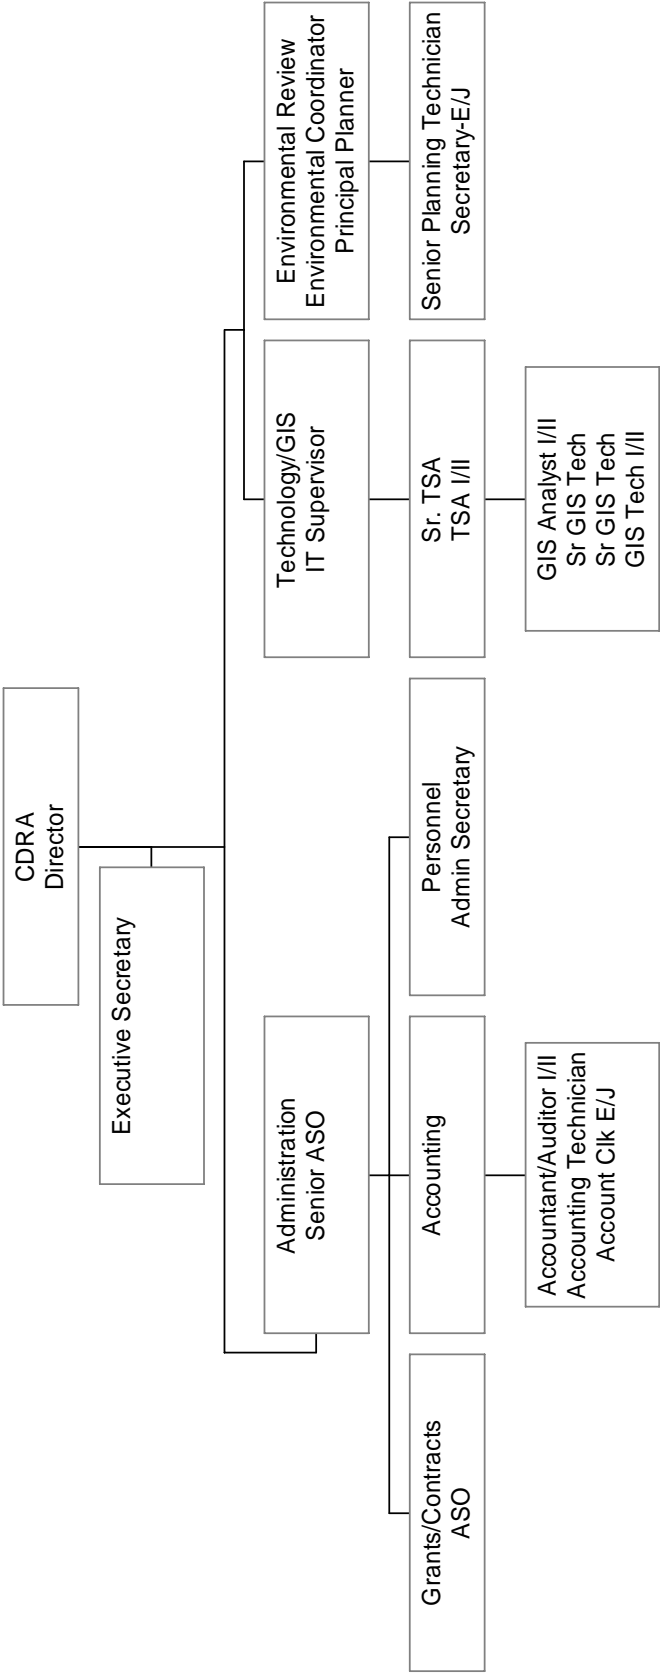 CDRA
Director
Executive Secretary
Administration
Senior ASO
Technology/GIS
IT Supervisor
Environmental Review
Environmental Coordinator
Principal Planner
Grants/Contracts
ASO
Accounting
Personnel
Admin Secretary
Sr. TSA
TSA I/II
Senior Planning Technician
Secretary-E/J
Accountant/Auditor I/II
Accounting Technician
Account Clk E/J
GIS Analyst I/II
Sr GIS Tech
Sr GIS Tech
GIS Tech I/II